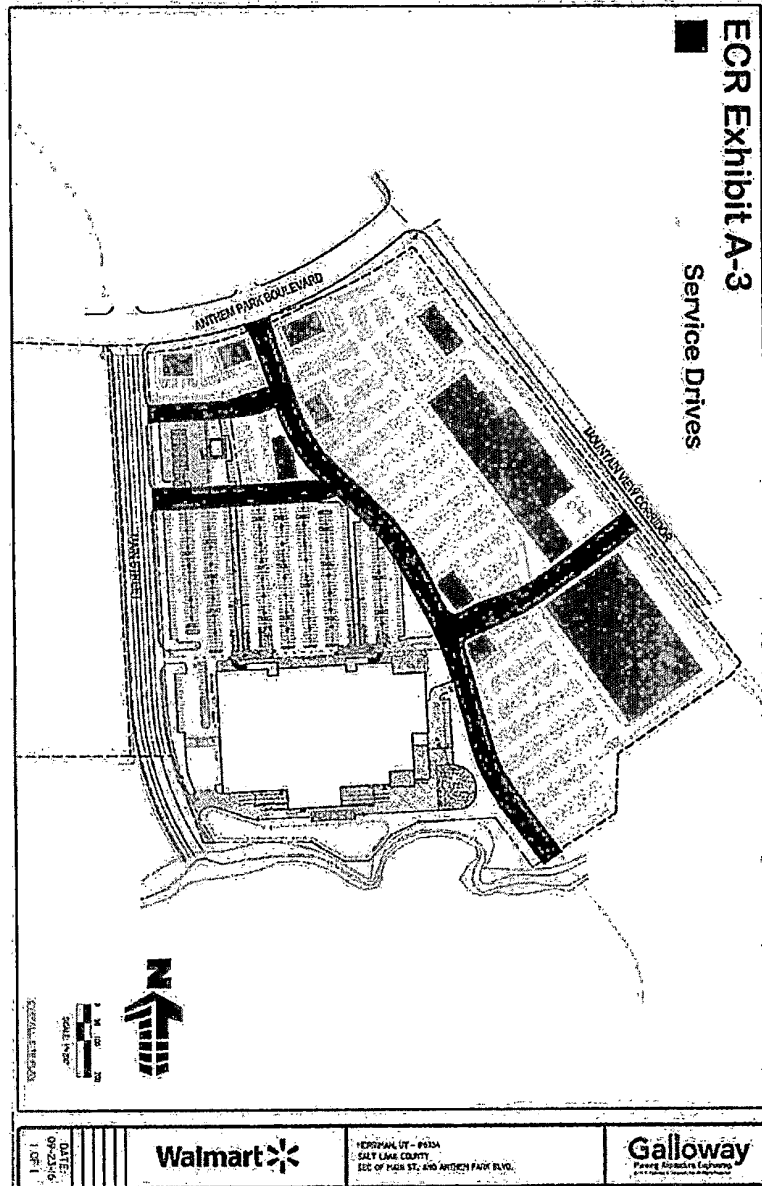 ECR Exhibit A-3
Service Drives
ANTHEM PARK BOULEVARD
MOUNTAIN VIEW CORRIDOR
MAIN STREET
N
DATE:
1 OF 1
Walmart
HERRIMAN, UT -
SALT LAKE COUNTY
SEC OF MAIN ST. AND ANTHEM PARK BLVD.
Galloway